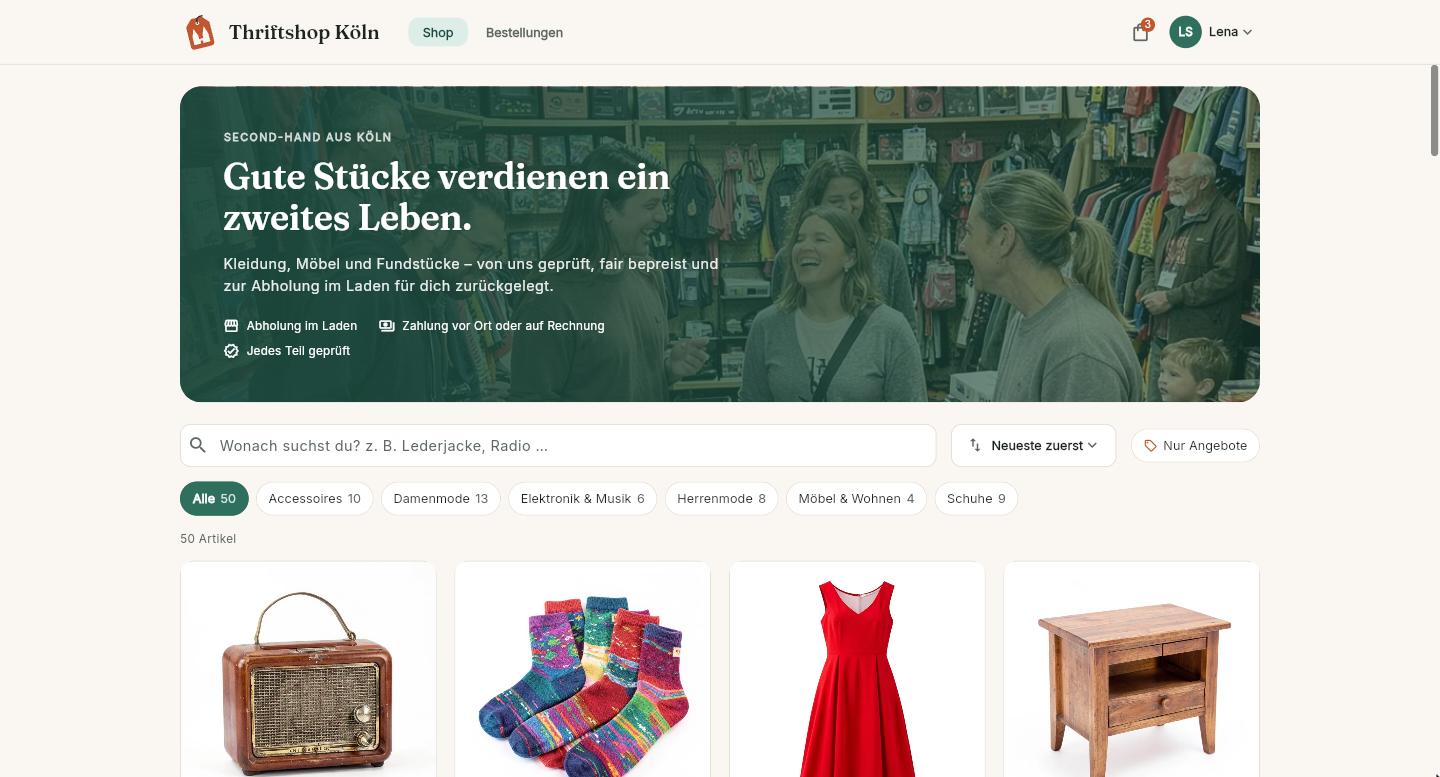 Thriftshop Köln
Shop
Bestellungen
3
LS
Lena
SECOND-HAND AUS KÖLN
Gute Stücke verdienen ein
zweites Leben.
Kleidung, Möbel und Fundstücke – von uns geprüft, fair bepreist und
zur Abholung im Laden für dich zurückgelegt.
Abholung im Laden
Zahlung vor Ort oder auf Rechnung
Jedes Teil geprüft
Wonach suchst du? z. B. Lederjacke, Radio ...
Neueste zuerst
Nur Angebote
Alle 50
Accessoires 10
Damenmode 13
Elektronik & Musik 6
Herrenmode 8
Möbel & Wohnen 4
Schuhe 9
50 Artikel